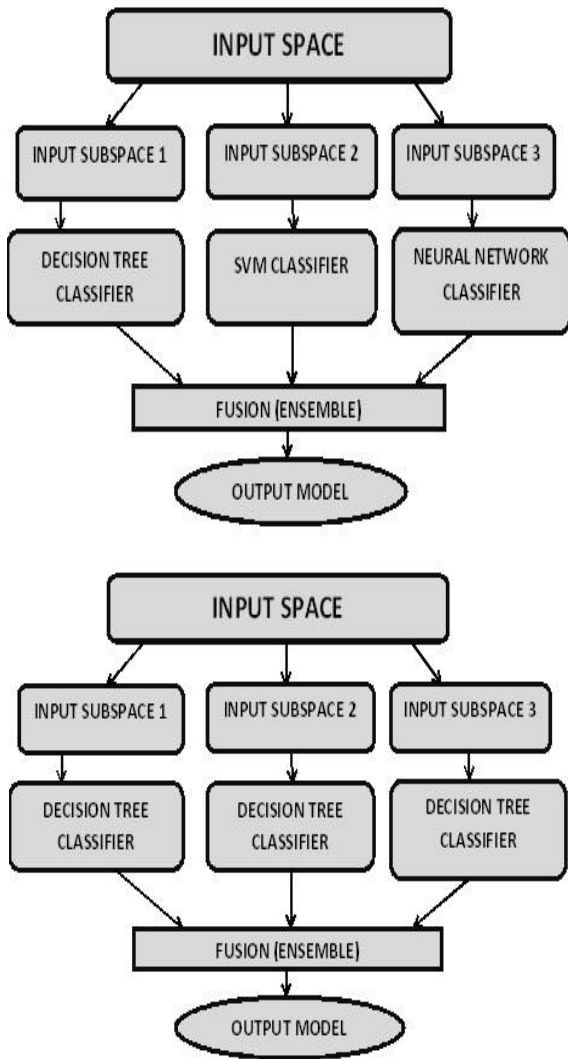 INPUT SPACE
INPUT SUBSPACE 1
INPUT SUBSPACE 2
INPUT SUBSPACE 3
DECISION TREE
CLASSIFIER
SVM CLASSIFIER
NEURAL NETWORK
CLASSIFIER
FUSION (ENSEMBLE)
OUTPUT MODEL
INPUT SPACE
INPUT SUBSPACE 1
INPUT SUBSPACE 2
INPUT SUBSPACE 3
DECISION TREE
CLASSIFIER
DECISION TREE
CLASSIFIER
DECISION TREE
CLASSIFIER
FUSION (ENSEMBLE)
OUTPUT MODEL